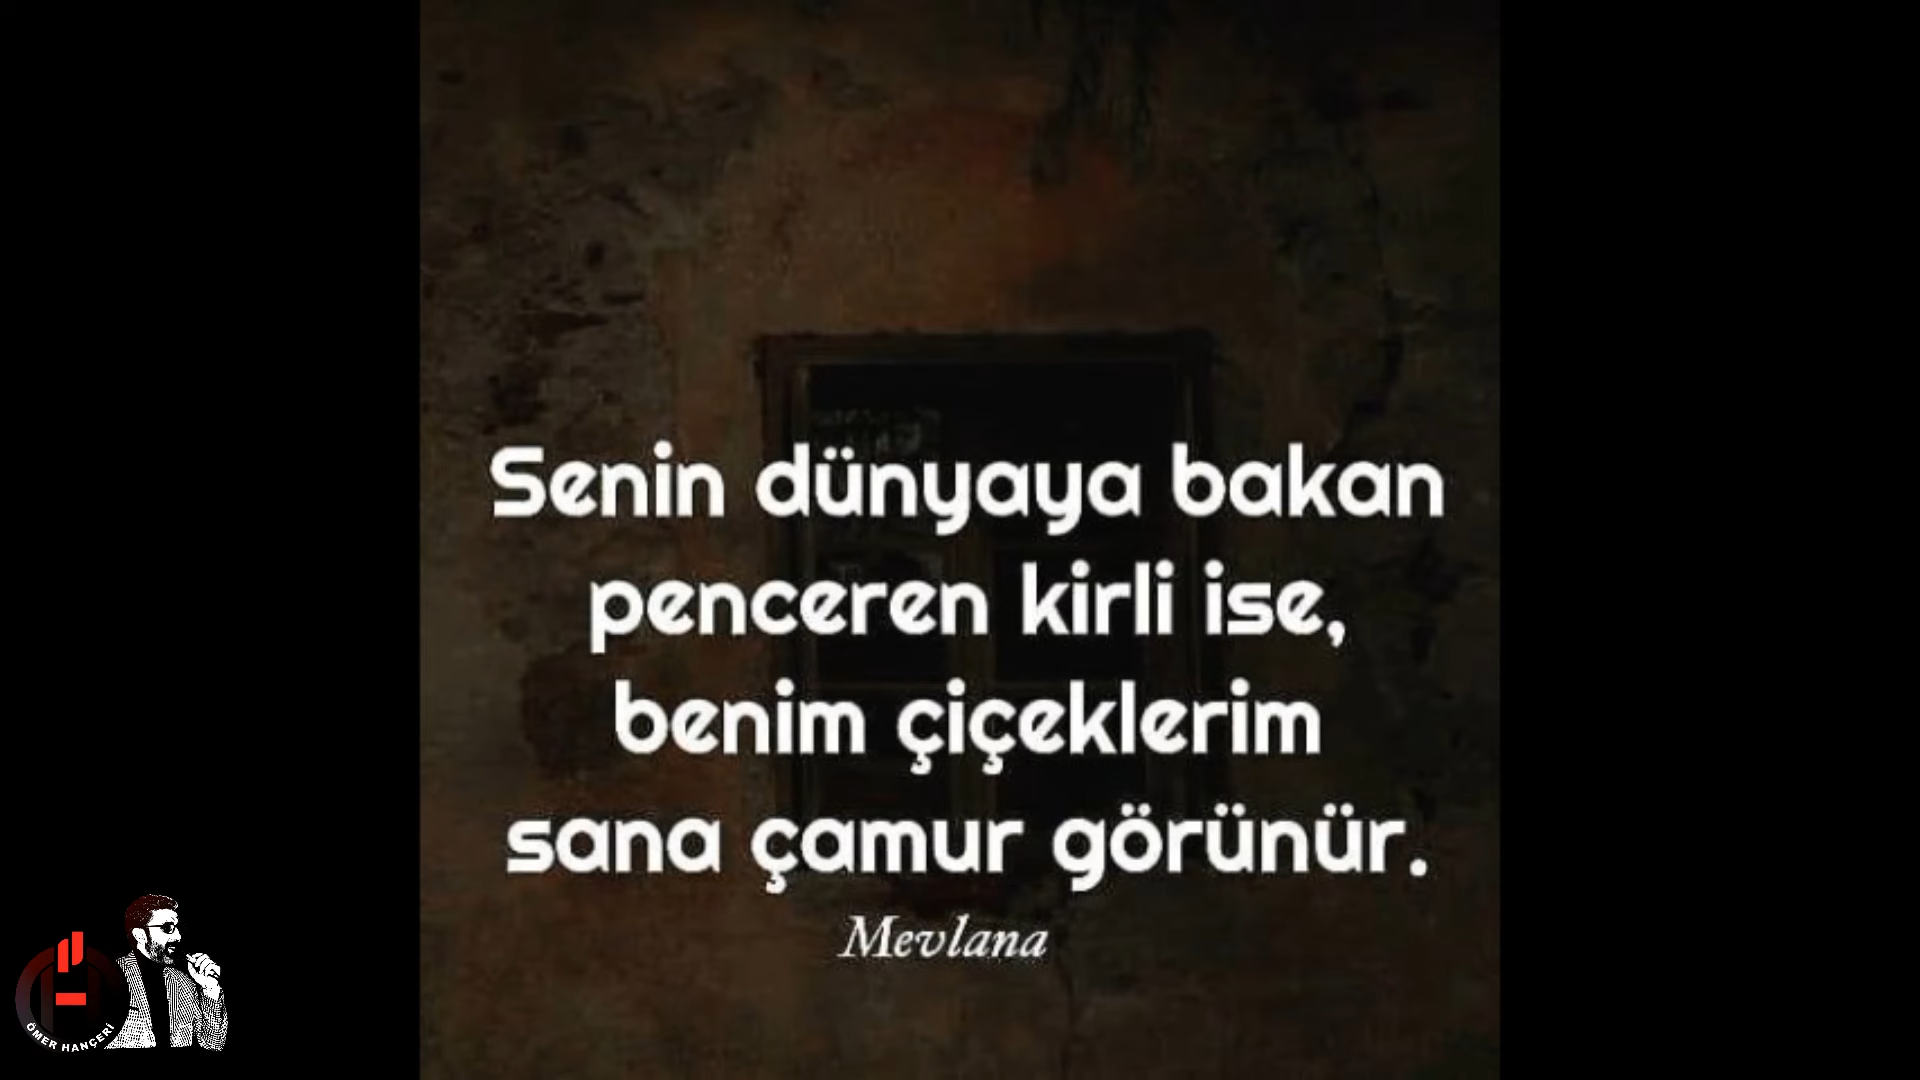 Senin dünyaya bakan
penceren kirli ise,
benim çiçeklerim
sana çamur görünür.
Mevlana
ÖMER HANÇERİ